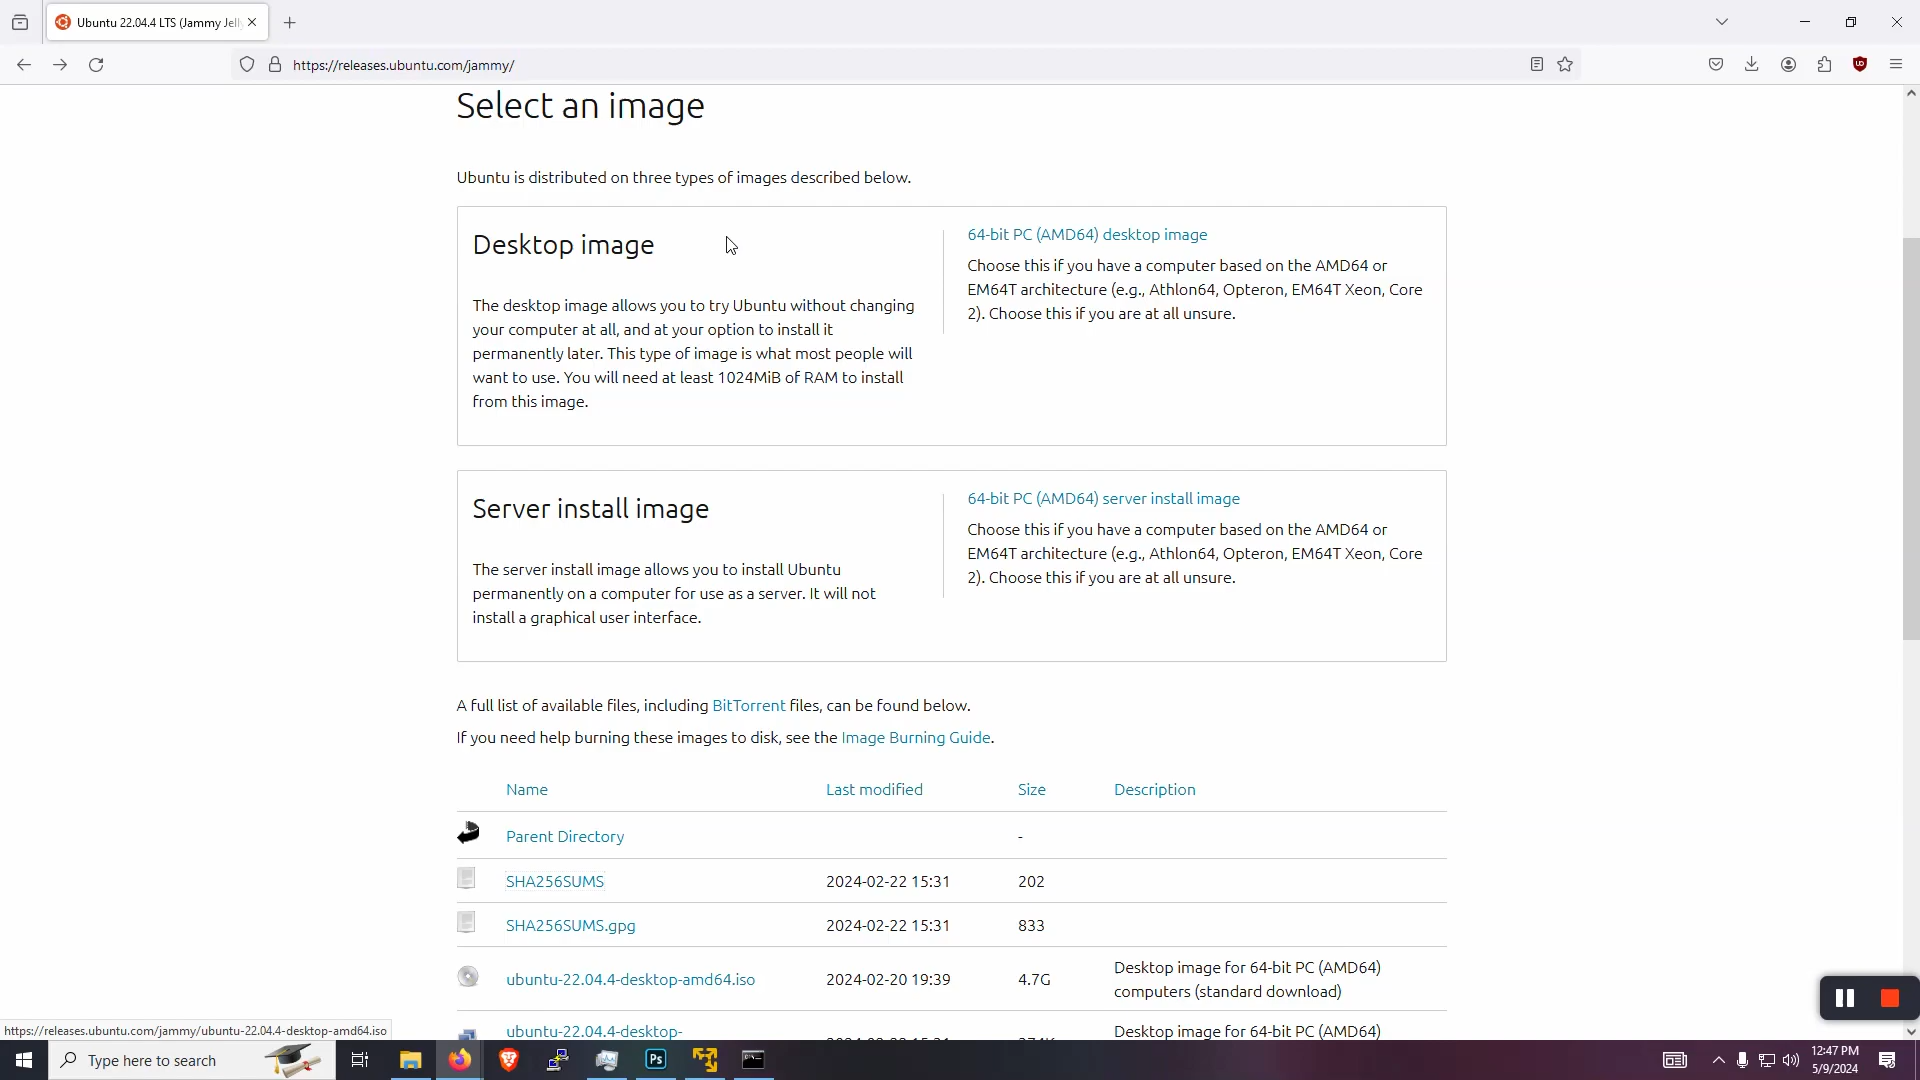 Ubuntu 22.04.4 LTS (Jammy Jelly
https://releases.ubuntu.com/jammy/
Select an image
Ubuntu is distributed on three types of images described below.
Desktop image
The desktop image allows you to try Ubuntu without changing
your computer at all, and at your option to install it
permanently later. This type of image is what most people will
want to use. You will need at least 1024MiB of RAM to install
from this image.
64-bit PC (AMD64) desktop image
Choose this if you have a computer based on the AMD64 or
EM64T architecture (e.g., Athlon64, Opteron, EM64T Xeon, Core
2). Choose this if you are at all unsure.
Server install image
The server install image allows you to install Ubuntu
permanently on a computer for use as a server. It will not
install a graphical user interface.
64-bit PC (AMD64) server install image
Choose this if you have a computer based on the AMD64 or
EM64T architecture (e.g., Athlon64, Opteron, EM64T Xeon, Core
2). Choose this if you are at all unsure.
A full list of available files, including BitTorrent files, can be found below.
If you need help burning these images to disk, see the Image Burning Guide.
Name Last modified Size Description
Parent Directory -
SHA256SUMS 2024-02-22 15:31 202
SHA256SUMS.gpg 2024-02-22 15:31 833
ubuntu-22.04.4-desktop-amd64.iso 2024-02-20 19:39 4.7G Desktop image for 64-bit PC (AMD64)
computers (standard download)
ubuntu-22.04.4-desktop- Desktop image for 64-bit PC (AMD64)
https://releases.ubuntu.com/jammy/ubuntu-22.04.4-desktop-amd64.iso
Type here to search
Ps
12:47 PM
5/9/2024